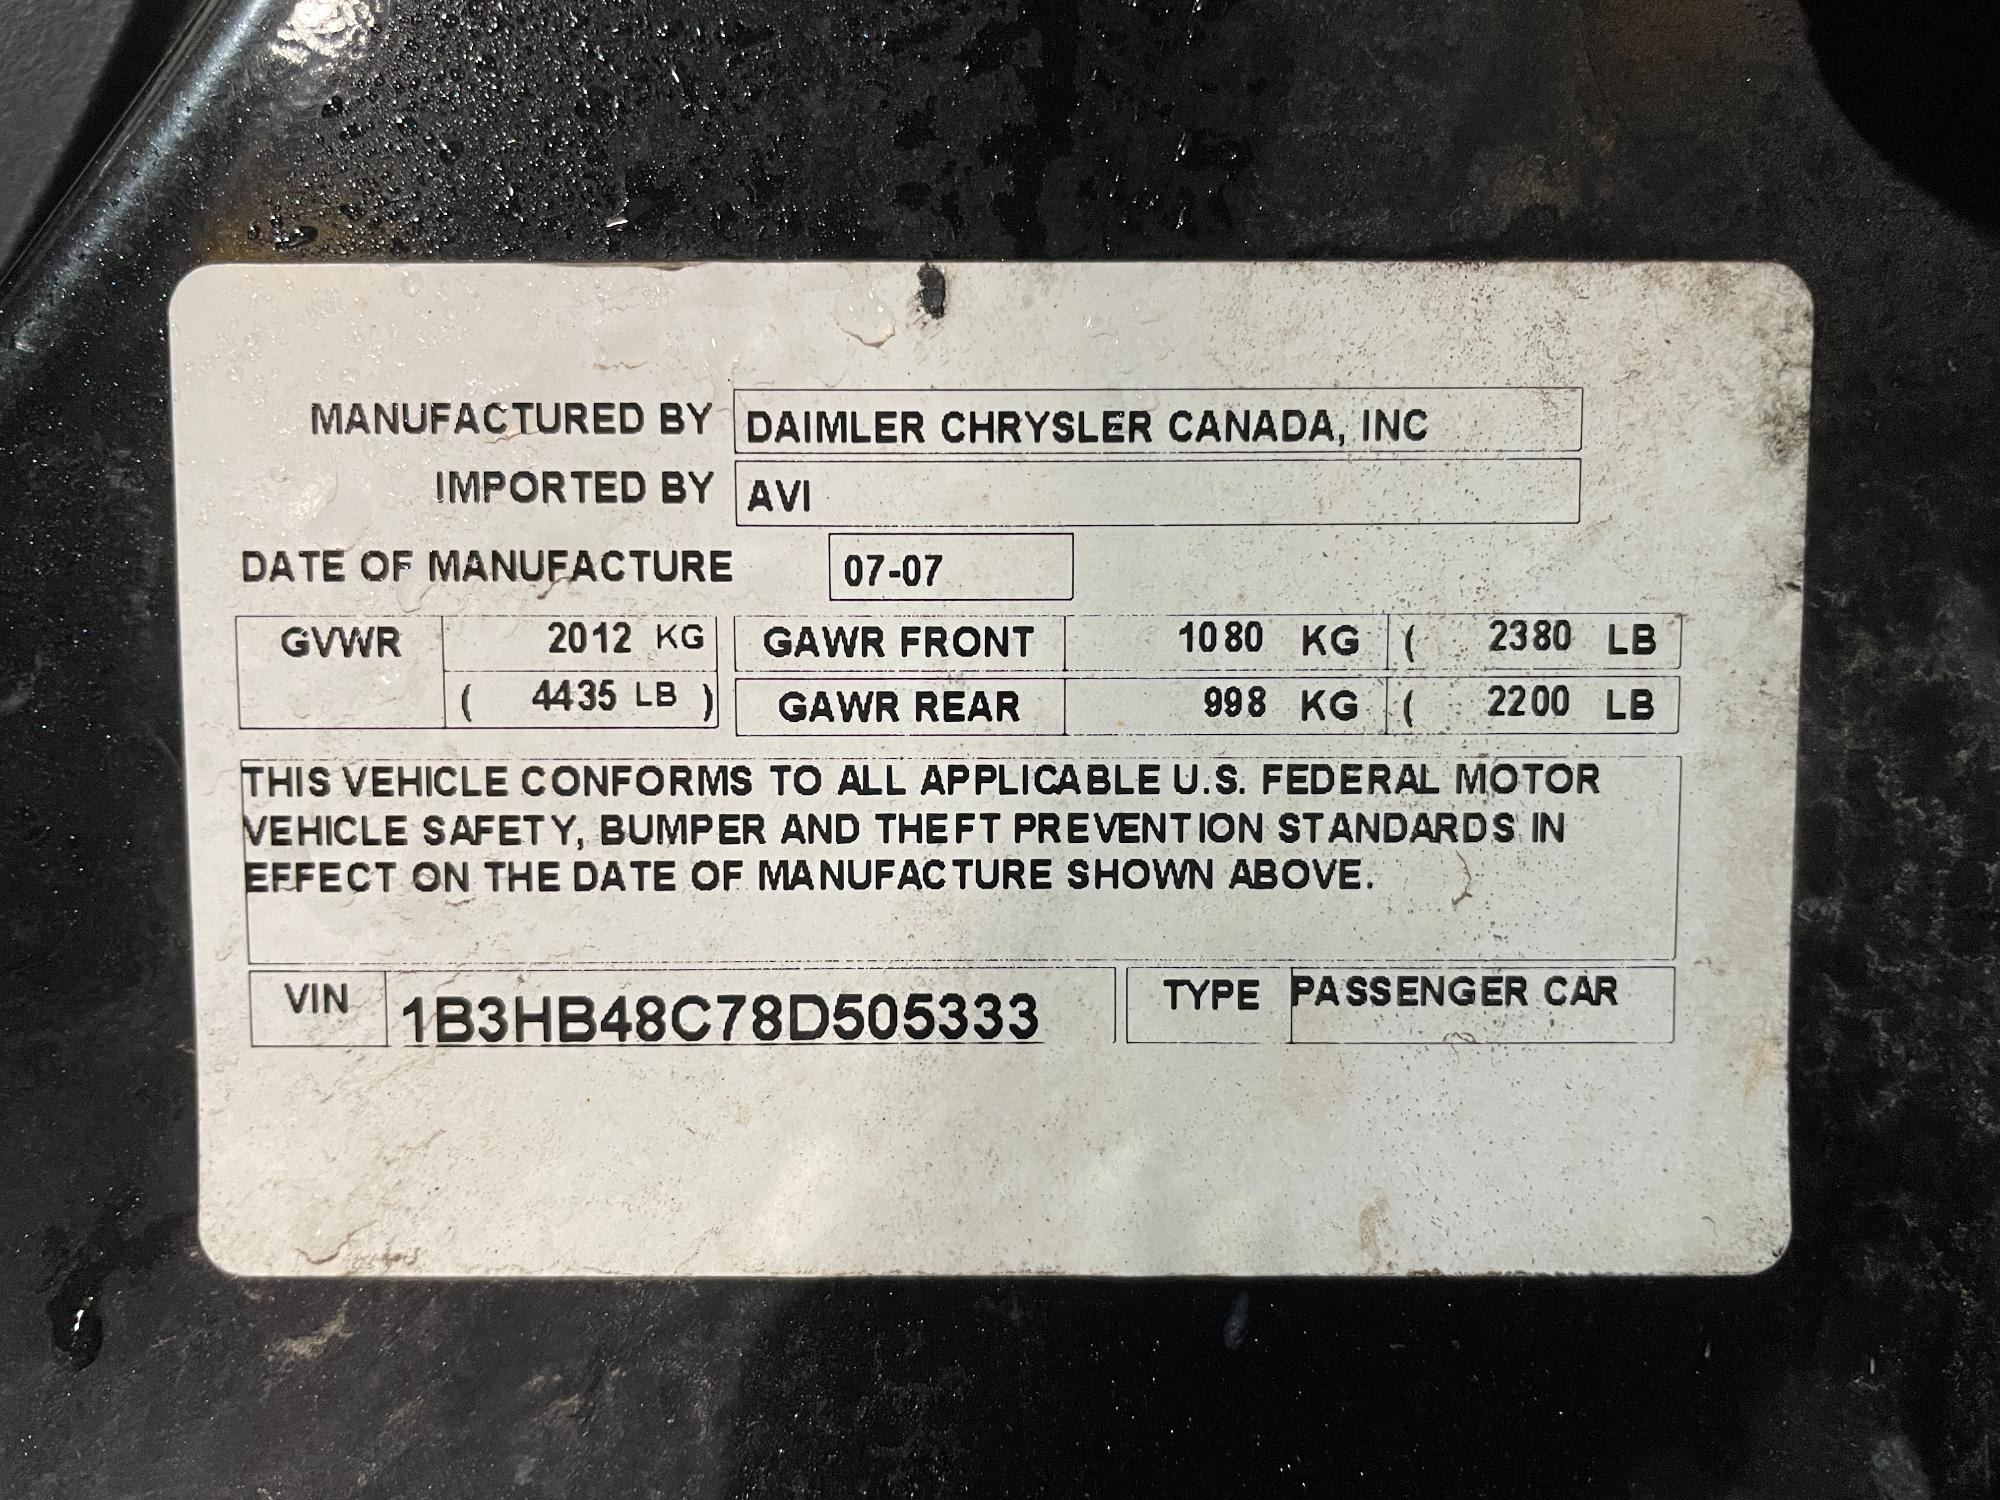 MANUFACTURED BY DAIMLER CHRYSLER CANADA, INC
IMPORTED BY AVI
DATE OF MANUFACTURE 07-07
GVWR 2012 KG GAWR FRONT 1080 KG ( 2380 LB
( 4435 LB ) GAWR REAR 998 KG ( 2200 LB
THIS VEHICLE CONFORMS TO ALL APPLICABLE U.S. FEDERAL MOTOR
VEHICLE SAFETY, BUMPER AND THEFT PREVENTION STANDARDS IN
EFFECT ON THE DATE OF MANUFACTURE SHOWN ABOVE.
VIN 1B3HB48C78D505333 TYPE PASSENGER CAR